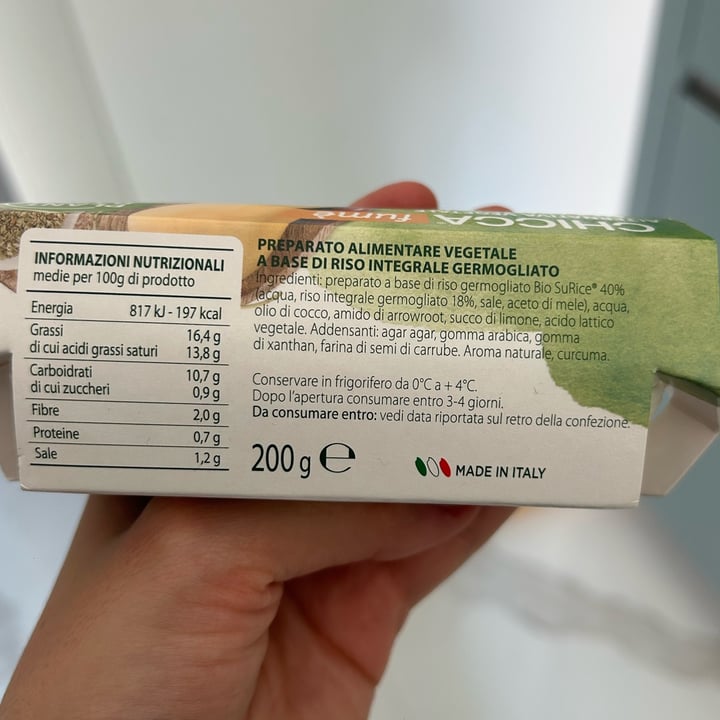 CHICCA
fumè
INFORMAZIONI NUTRIZIONALI
medie per 100g di prodotto
Energia 817 kJ - 197 kcal
Grassi 16,4 g
di cui acidi grassi saturi 13,8 g
Carboidrati 10,7 g
di cui zuccheri 0,9 g
Fibre 2,0 g
Proteine 0,7 g
Sale 1,2 g
PREPARATO ALIMENTARE VEGETALE
A BASE DI RISO INTEGRALE GERMOGLIATO
Ingredienti: preparato a base di riso germogliato Bio SuRice® 40%
(acqua, riso integrale germogliato 18%, sale, aceto di mele), acqua,
olio di cocco, amido di arrowroot, succo di limone, acido lattico
vegetale. Addensanti: agar agar, gomma arabica, gomma
di xanthan, farina di semi di carrube. Aroma naturale, curcuma.
Conservare in frigorifero da 0°C a + 4°C.
Dopo l'apertura consumare entro 3-4 giorni.
Da consumare entro: vedi data riportata sul retro della confezione.
200 g ℮
MADE IN ITALY